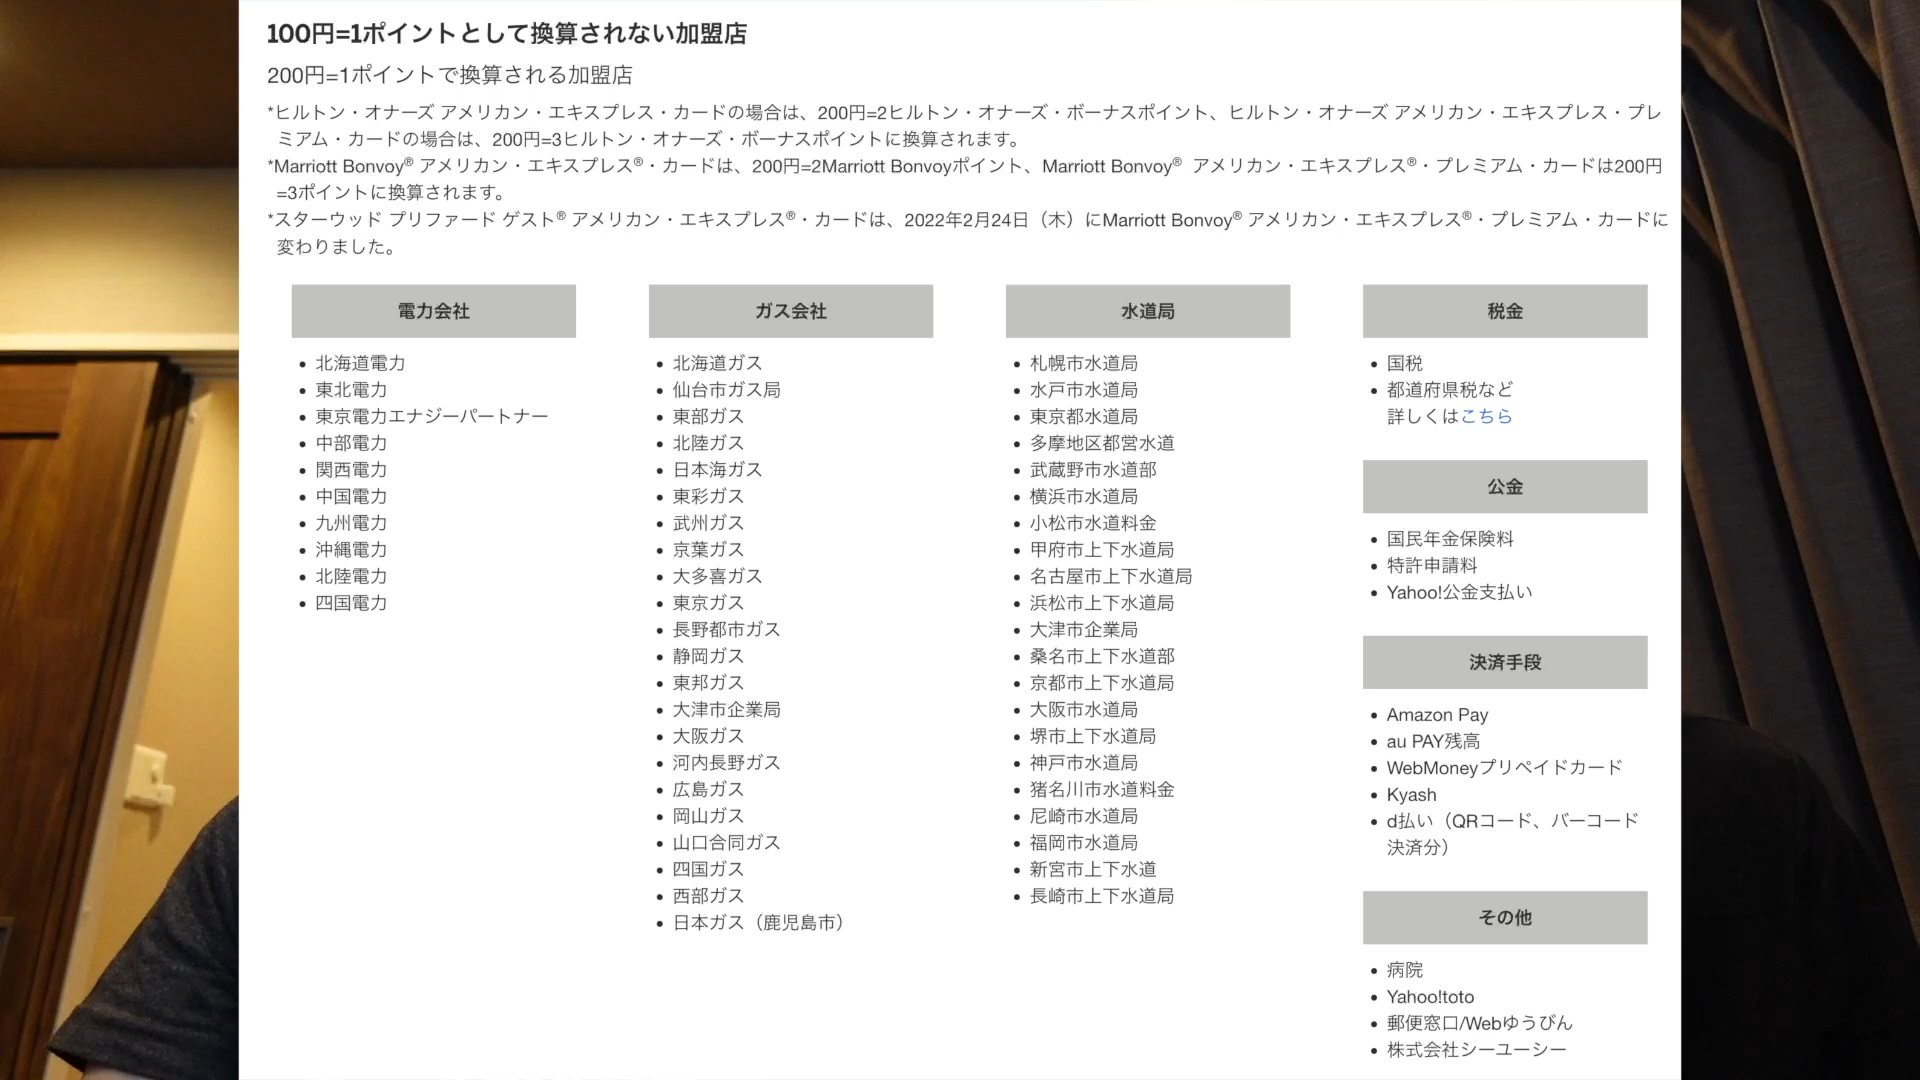 100円=1ポイントとして換算されない加盟店
200円=1ポイントで換算される加盟店
*ヒルトン・オナーズ アメリカン・エキスプレス・カードの場合は、200円=2ヒルトン・オナーズ・ボーナスポイント、ヒルトン・オナーズ アメリカン・エキスプレス・プレ
ミアム・カードの場合は、200円=3ヒルトン・オナーズ・ボーナスポイントに換算されます。
*Marriott Bonvoy® アメリカン・エキスプレス®・カードは、200円=2Marriott Bonvoyポイント、Marriott Bonvoy® アメリカン・エキスプレス®・プレミアム・カードは200円
=3ポイントに換算されます。
*スターウッド プリファード ゲスト® アメリカン・エキスプレス®・カードは、2022年2月24日（木）にMarriott Bonvoy® アメリカン・エキスプレス®・プレミアム・カードに
変わりました。
電力会社
• 北海道電力
• 東北電力
• 東京電力エナジーパートナー
• 中部電力
• 関西電力
• 中国電力
• 九州電力
• 沖縄電力
• 北陸電力
• 四国電力
ガス会社
• 北海道ガス
• 仙台市ガス局
• 東部ガス
• 北陸ガス
• 日本海ガス
• 東彩ガス
• 武州ガス
• 京葉ガス
• 大多喜ガス
• 東京ガス
• 長野都市ガス
• 静岡ガス
• 東邦ガス
• 大津市企業局
• 大阪ガス
• 河内長野ガス
• 広島ガス
• 岡山ガス
• 山口合同ガス
• 四国ガス
• 西部ガス
• 日本ガス（鹿児島市）
水道局
• 札幌市水道局
• 水戸市水道局
• 東京都水道局
• 多摩地区都営水道
• 武蔵野市水道部
• 横浜市水道局
• 小松市水道料金
• 甲府市上下水道局
• 名古屋市上下水道局
• 浜松市上下水道局
• 大津市企業局
• 桑名市上下水道部
• 京都市上下水道局
• 大阪市水道局
• 堺市上下水道局
• 神戸市水道局
• 猪名川市水道料金
• 尼崎市水道局
• 福岡市水道局
• 新宮市上下水道
• 長崎市上下水道局
税金
• 国税
• 都道府県税など
詳しくはこちら
公金
• 国民年金保険料
• 特許申請料
• Yahoo!公金支払い
決済手段
• Amazon Pay
• au PAY残高
• WebMoneyプリペイドカード
• Kyash
• d払い（QRコード、バーコード
決済分）
その他
• 病院
• Yahoo!toto
• 郵便窓口/Webゆうびん
• 株式会社シーユーシー